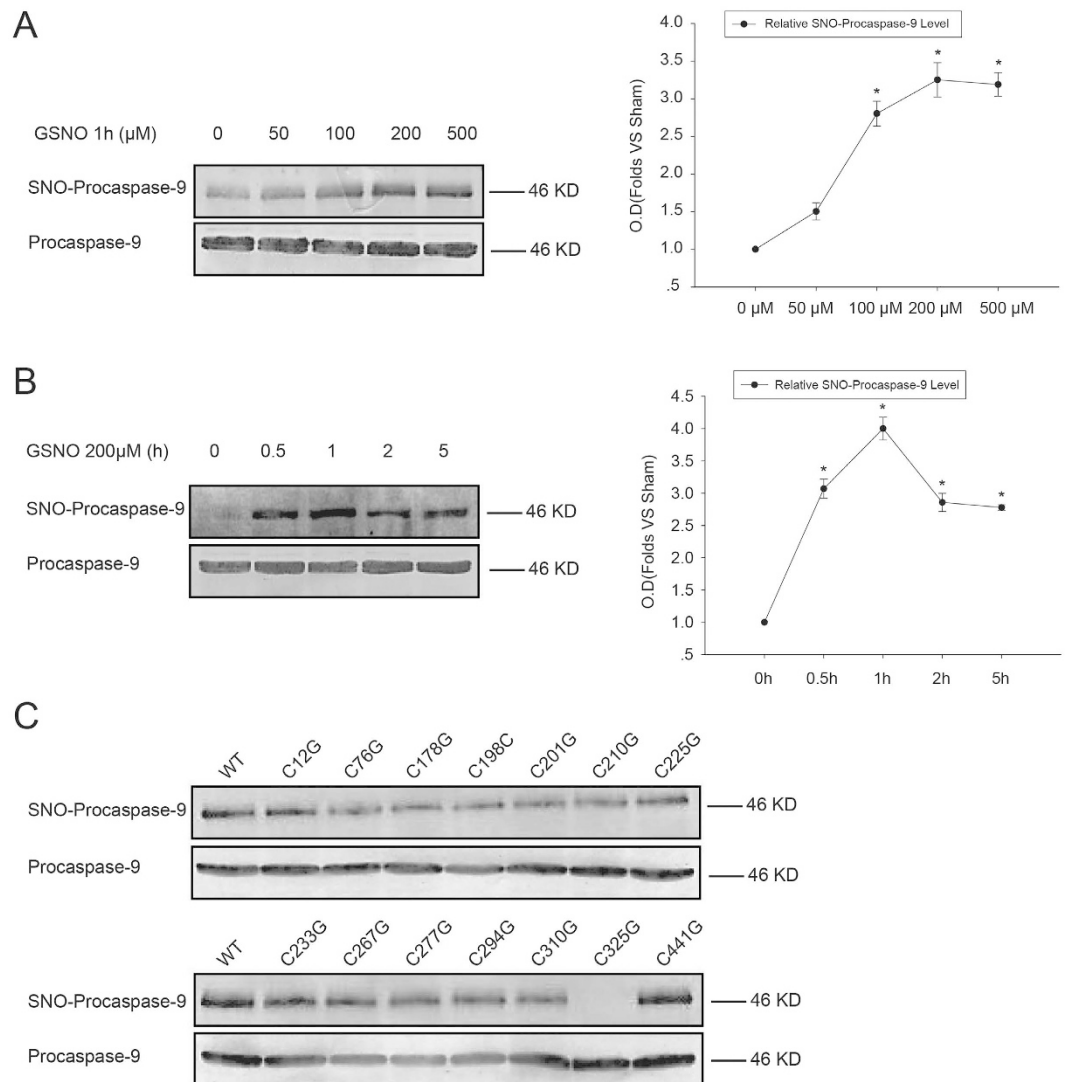 A
GSNO 1h (µM) 0 50 100 200 500
SNO-Procaspase-9 46 KD
Procaspase-9 46 KD
Relative SNO-Procaspase-9 Level
O.D(Folds VS Sham)
4.0
3.5
3.0
2.5
2.0
1.5
1.0
.5
* * *
0 µM 50 µM 100 µM 200 µM 500 µM
B
GSNO 200µM (h) 0 0.5 1 2 5
SNO-Procaspase-9 46 KD
Procaspase-9 46 KD
Relative SNO-Procaspase-9 Level
O.D(Folds VS Sham)
4.5
4.0
3.5
3.0
2.5
2.0
1.5
1.0
.5
* * * *
0h 0.5h 1h 2h 5h
C
WT C12G C76G C178G C198C C201G C210G C225G
SNO-Procaspase-9 46 KD
Procaspase-9 46 KD
WT C233G C267G C277G C294G C310G C325G C441G
SNO-Procaspase-9 46 KD
Procaspase-9 46 KD